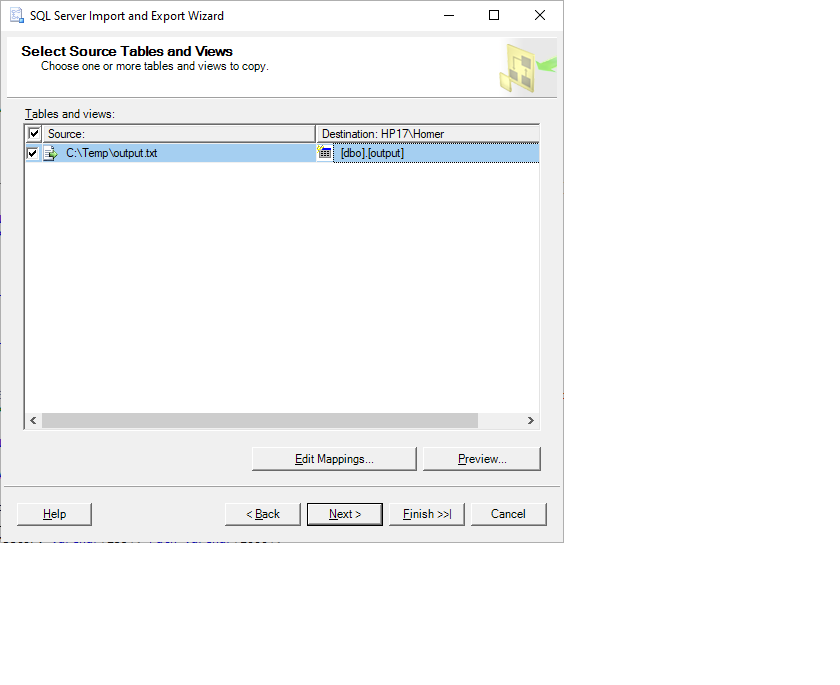 SQL Server Import and Export Wizard
Select Source Tables and Views
Choose one or more tables and views to copy.
Tables and views:
Source: Destination: HP17\Homer
C:\Temp\output.txt [dbo].[output]
Edit Mappings... Preview...
Help < Back Next > Finish >>| Cancel